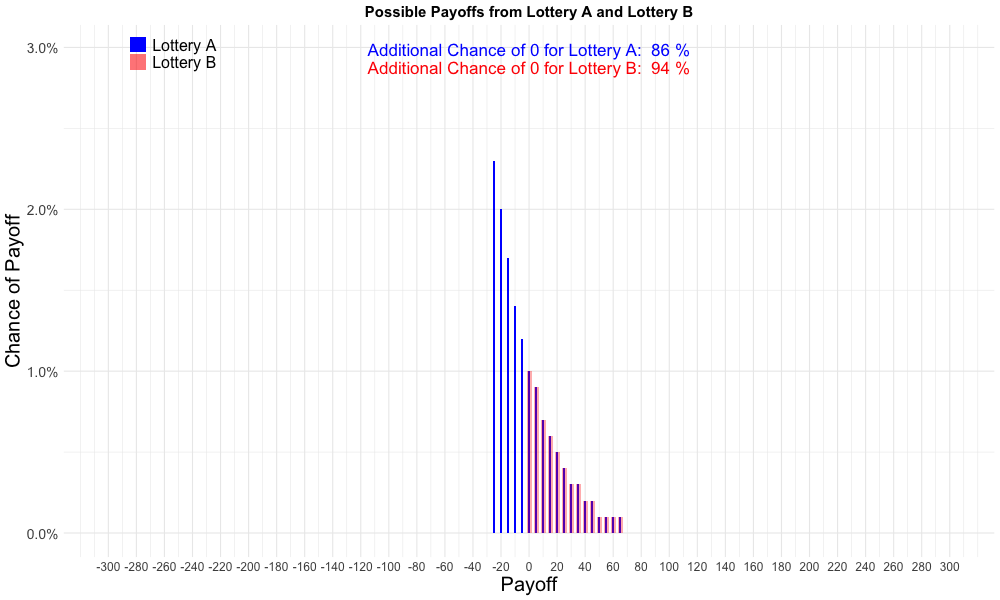 Possible Payoffs from Lottery A and Lottery B
Lottery A
Lottery B
Additional Chance of 0 for Lottery A:  86 %
Additional Chance of 0 for Lottery B:  94 %
Chance of Payoff
3.0%
2.0%
1.0%
0.0%
-300 -280 -260 -240 -220 -200 -180 -160 -140 -120 -100 -80 -60 -40 -20 0 20 40 60 80 100 120 140 160 180 200 220 240 260 280 300
Payoff